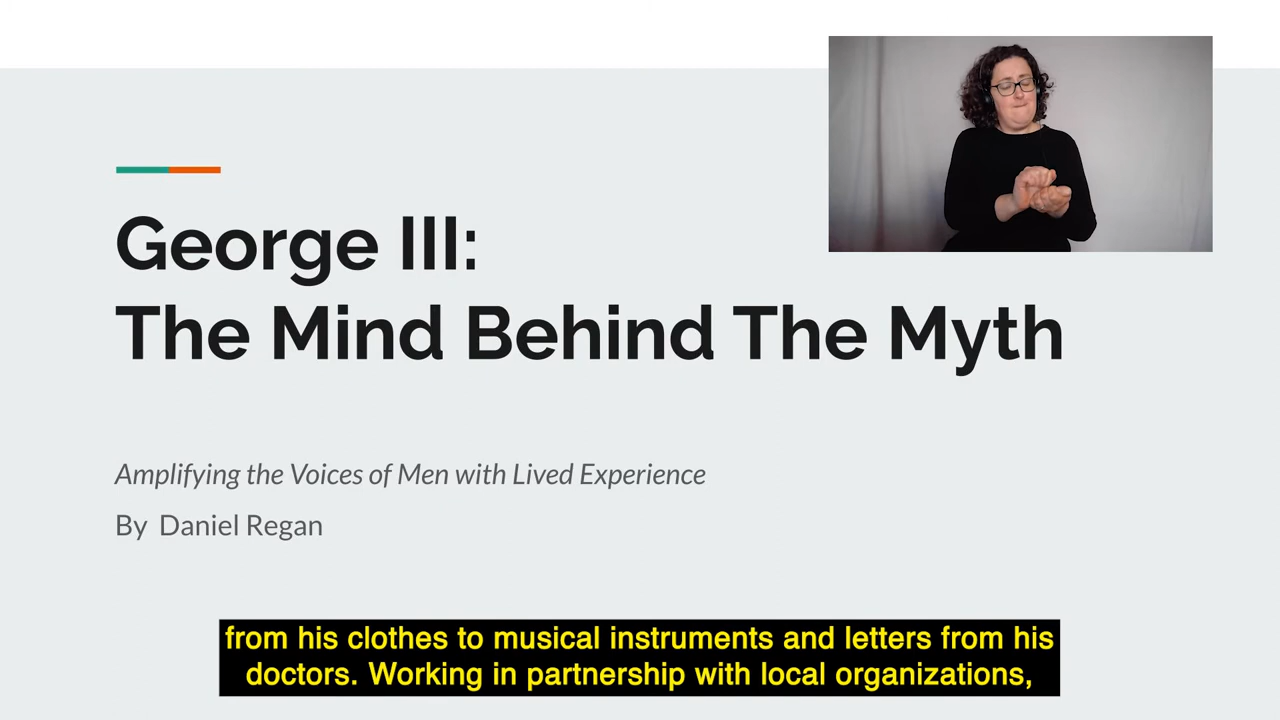 George III:
The Mind Behind The Myth
Amplifying the Voices of Men with Lived Experience
By Daniel Regan
from his clothes to musical instruments and letters from his
doctors. Working in partnership with local organizations,